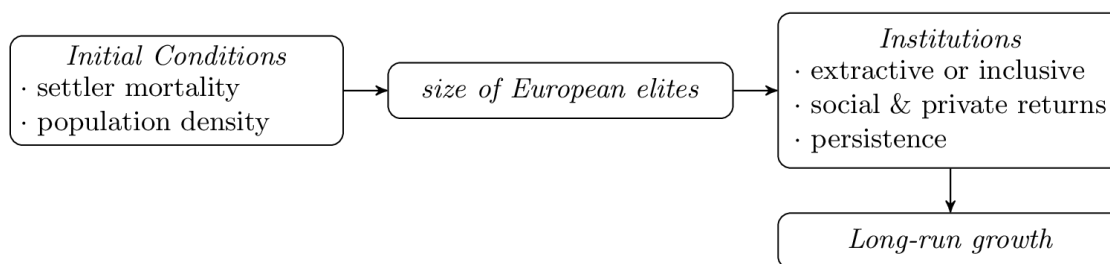 Initial Conditions
· settler mortality
· population density
size of European elites
Institutions
· extractive or inclusive
· social & private returns
· persistence
Long-run growth